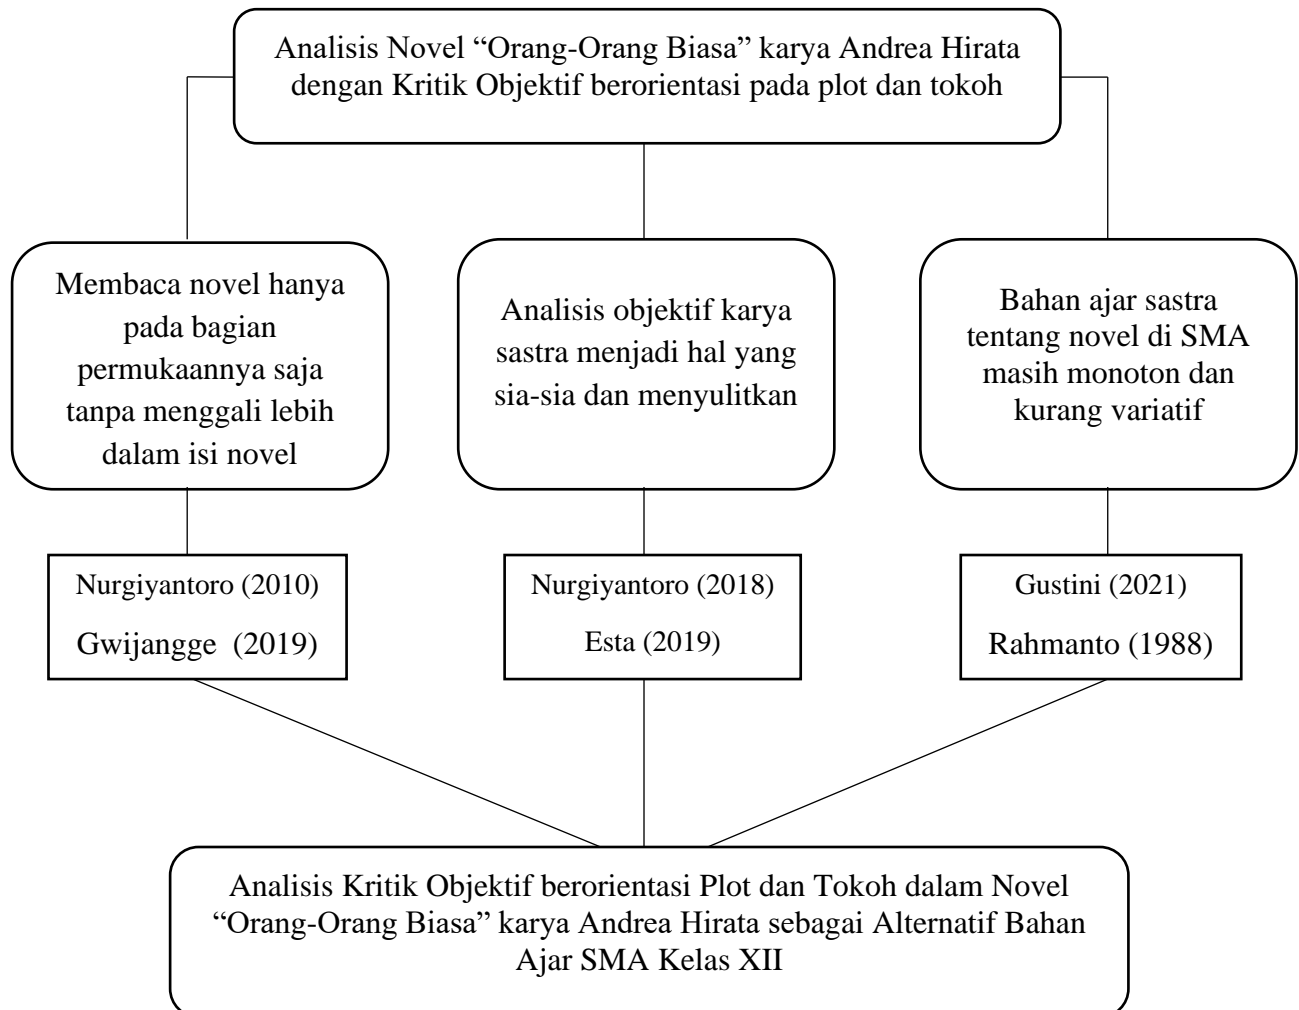 Analisis Novel “Orang-Orang Biasa” karya Andrea Hirata
dengan Kritik Objektif berorientasi pada plot dan tokoh
Membaca novel hanya
pada bagian
permukaannya saja
tanpa menggali lebih
dalam isi novel
Analisis objektif karya
sastra menjadi hal yang
sia-sia dan menyulitkan
Bahan ajar sastra
tentang novel di SMA
masih monoton dan
kurang variatif
Nurgiyantoro (2010)
Gwijangge (2019)
Nurgiyantoro (2018)
Esta (2019)
Gustini (2021)
Rahmanto (1988)
Analisis Kritik Objektif berorientasi Plot dan Tokoh dalam Novel
“Orang-Orang Biasa” karya Andrea Hirata sebagai Alternatif Bahan
Ajar SMA Kelas XII